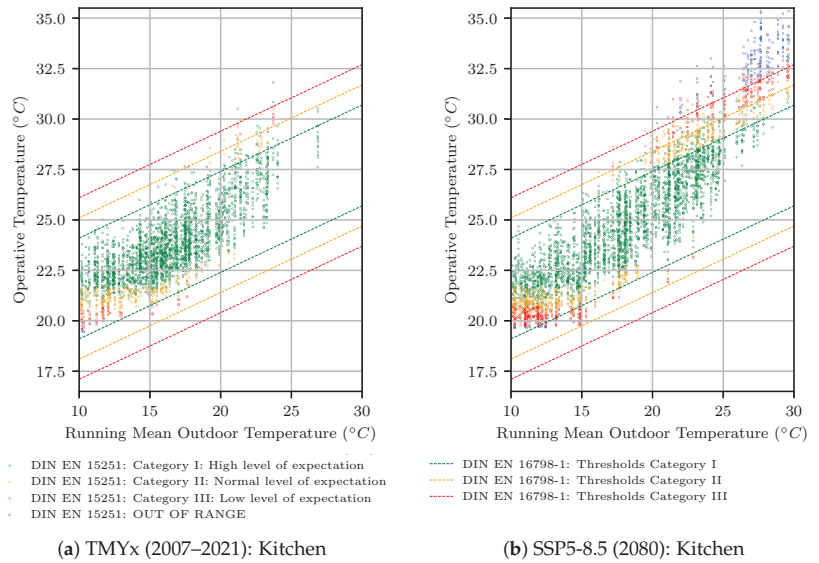 35.0
32.5
30.0
27.5
25.0
22.5
20.0
17.5
Operative Temperature (°C)
10 15 20 25 30
Running Mean Outdoor Temperature (°C)
35.0
32.5
30.0
27.5
25.0
22.5
20.0
17.5
Operative Temperature (°C)
10 15 20 25 30
Running Mean Outdoor Temperature (°C)
DIN EN 15251: Category I: High level of expectation
DIN EN 15251: Category II: Normal level of expectation
DIN EN 15251: Category III: Low level of expectation
DIN EN 15251: OUT OF RANGE
DIN EN 16798-1: Thresholds Category I
DIN EN 16798-1: Thresholds Category II
DIN EN 16798-1: Thresholds Category III
(a) TMYx (2007–2021): Kitchen
(b) SSP5-8.5 (2080): Kitchen